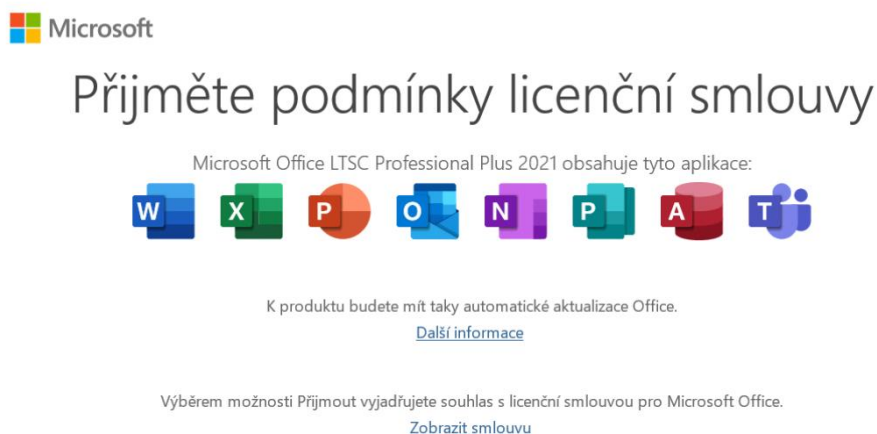 Microsoft
Přijměte podmínky licenční smlouvy
Microsoft Office LTSC Professional Plus 2021 obsahuje tyto aplikace:
W X P O N P A T
K produktu budete mít taky automatické aktualizace Office.
Další informace
Výběrem možnosti Přijmout vyjadřujete souhlas s licenční smlouvou pro Microsoft Office.
Zobrazit smlouvu